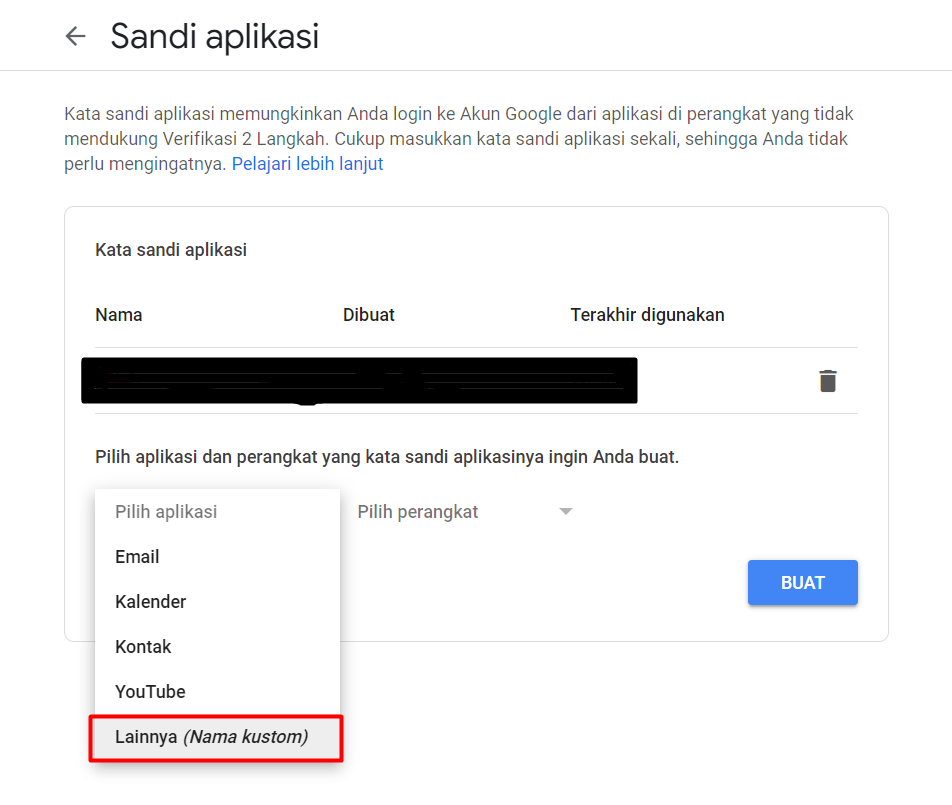 Sandi aplikasi
Kata sandi aplikasi memungkinkan Anda login ke Akun Google dari aplikasi di perangkat yang tidak
mendukung Verifikasi 2 Langkah. Cukup masukkan kata sandi aplikasi sekali, sehingga Anda tidak
perlu mengingatnya. Pelajari lebih lanjut
Kata sandi aplikasi
Nama Dibuat Terakhir digunakan
Pilih aplikasi dan perangkat yang kata sandi aplikasinya ingin Anda buat.
Pilih aplikasi Pilih perangkat
Email
Kalender
BUAT
Kontak
YouTube
Lainnya (Nama kustom)